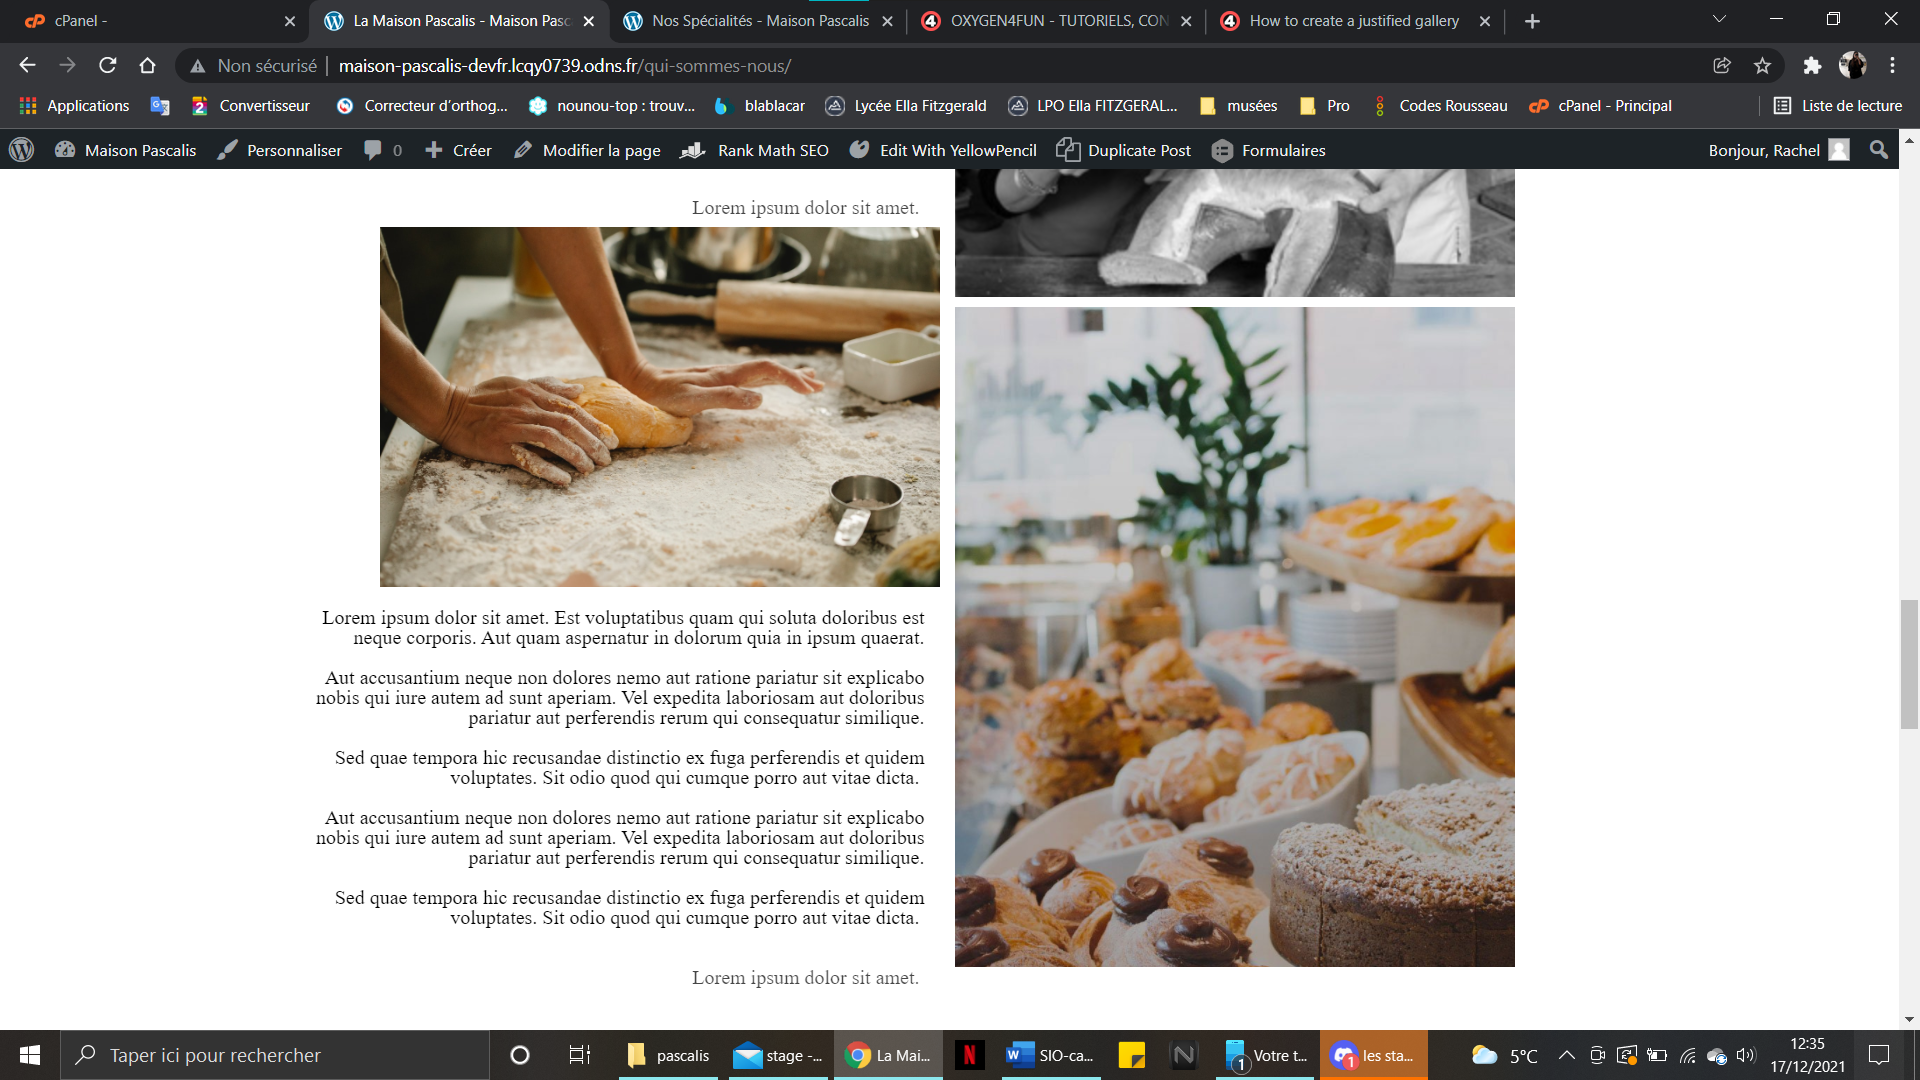 cPanel -
La Maison Pascalis - Maison Pasc
Nos Spécialités - Maison Pascalis
OXYGEN4FUN - TUTORIELS, CON
How to create a justified gallery
Non sécurisé
maison-pascalis-devfr.lcqy0739.odns.fr/qui-sommes-nous/
Applications
Convertisseur
Correcteur d'orthog...
nounou-top : trouv...
blablacar
Lycée Ella Fitzgerald
LPO Ella FITZGERAL...
musées
Pro
Codes Rousseau
cPanel - Principal
Liste de lecture
Maison Pascalis
Personnaliser
0
Créer
Modifier la page
Rank Math SEO
Edit With YellowPencil
Duplicate Post
Formulaires
Bonjour, Rachel
Lorem ipsum dolor sit amet.
Lorem ipsum dolor sit amet. Est voluptatibus quam qui soluta doloribus est
neque corporis. Aut quam aspernatur in dolorum quia in ipsum quaerat.
Aut accusantium neque non dolores nemo aut ratione pariatur sit explicabo
nobis qui iure autem ad sunt aperiam. Vel expedita laboriosam aut doloribus
pariatur aut perferendis rerum qui consequatur similique.
Sed quae tempora hic recusandae distinctio ex fuga perferendis et quidem
voluptates. Sit odio quod qui cumque porro aut vitae dicta.
Aut accusantium neque non dolores nemo aut ratione pariatur sit explicabo
nobis qui iure autem ad sunt aperiam. Vel expedita laboriosam aut doloribus
pariatur aut perferendis rerum qui consequatur similique.
Sed quae tempora hic recusandae distinctio ex fuga perferendis et quidem
voluptates. Sit odio quod qui cumque porro aut vitae dicta.
Lorem ipsum dolor sit amet.
Taper ici pour rechercher
pascalis
stage -...
La Mai...
SIO-ca...
1
Votre t...
1
les sta...
5°C
12:35
17/12/2021